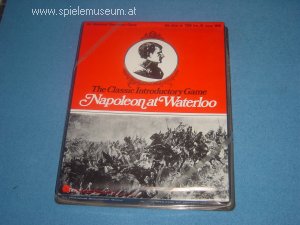 www.spielemuseum.at
The Classic Introductory Game
Napoleon at Waterloo